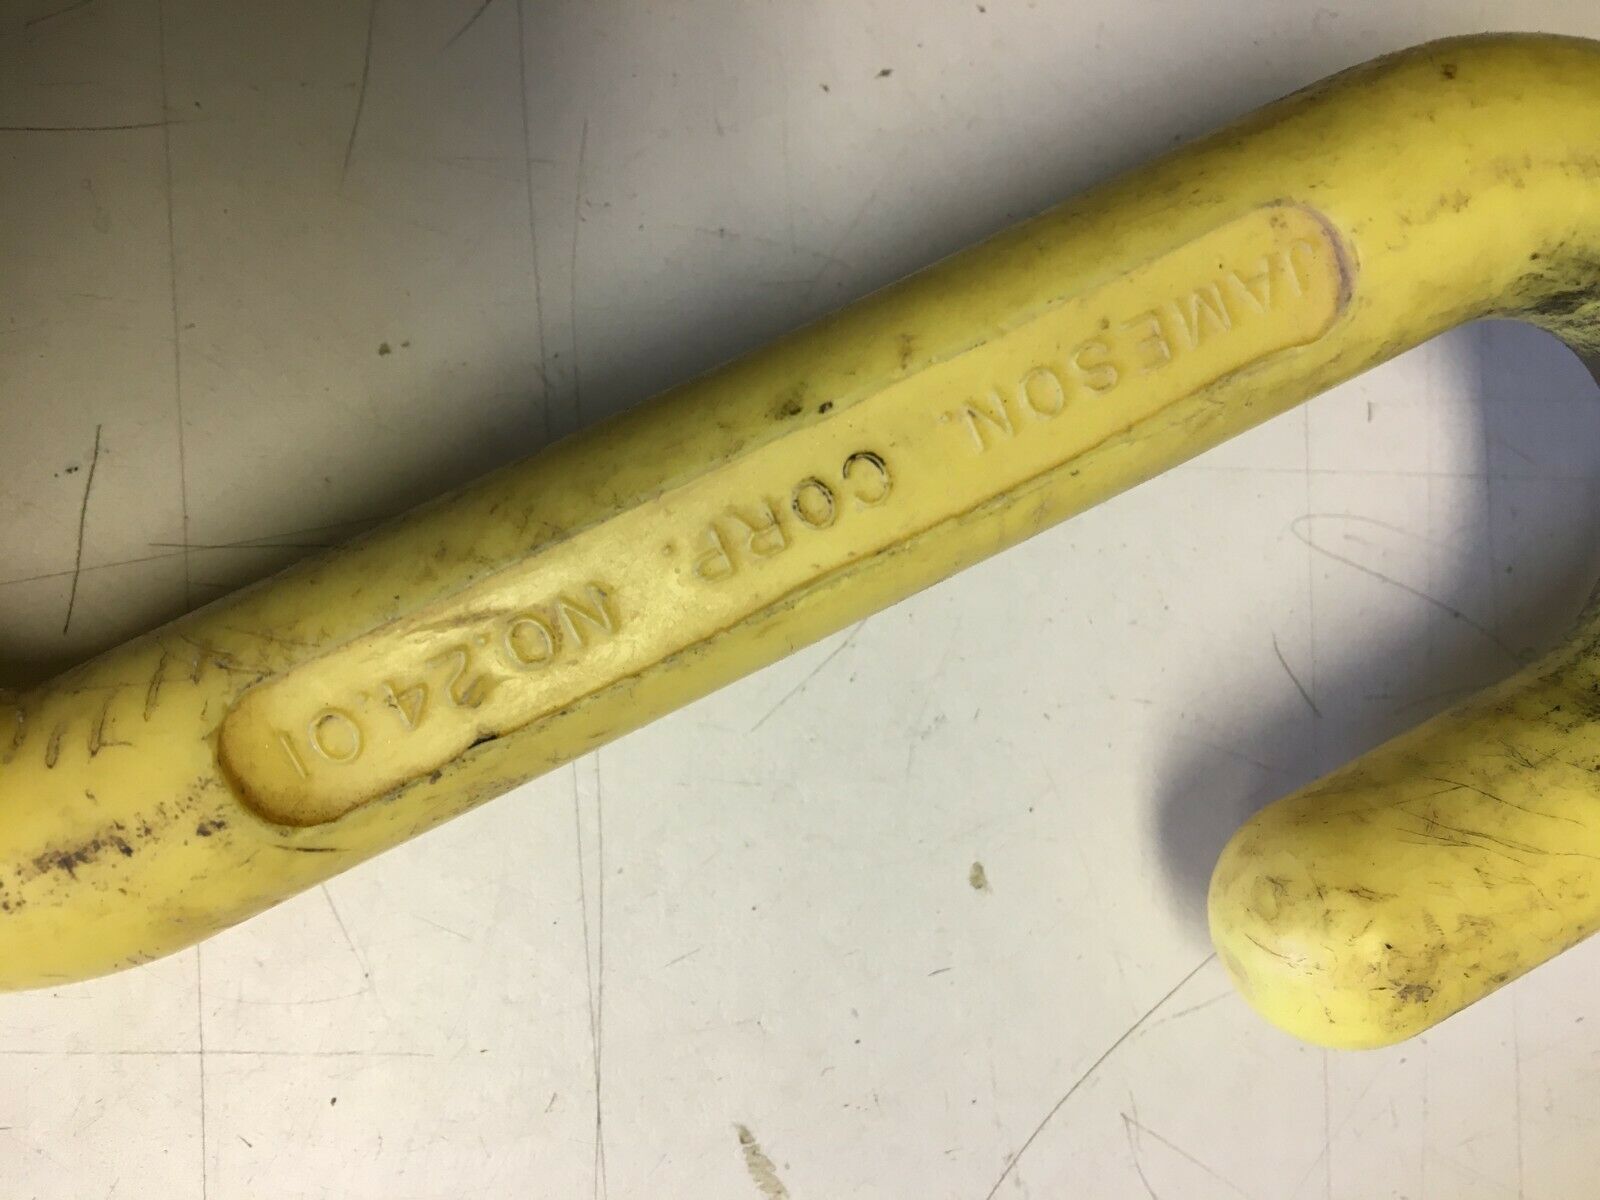 JAMESON. CORP. NO.24.01